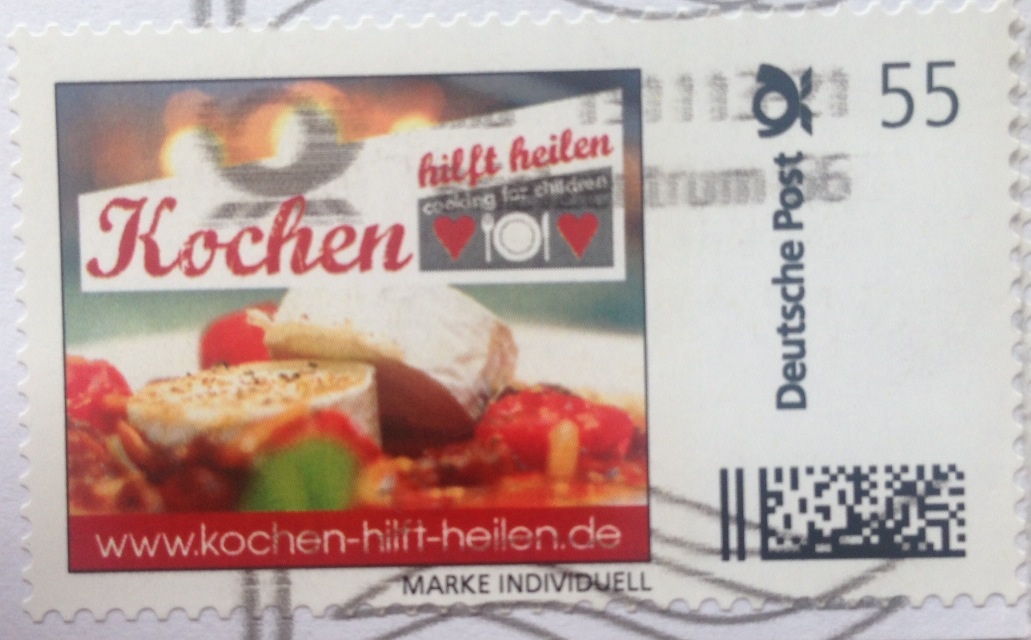 55
Deutsche Post
hilft heilen
cooking for children
Kochen
www.kochen-hilft-heilen.de
MARKE INDIVIDUELL